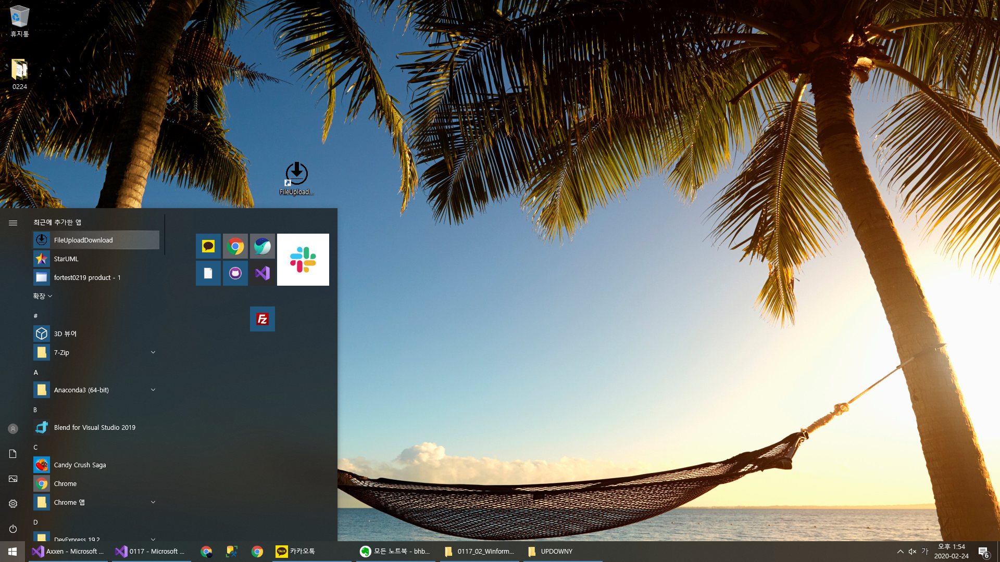 휴지통
0224
FileUpload...
최근에 추가한 앱
FileUploadDownload
StarUML
fortest0219 product - 1
확장
#
3D 뷰어
7-Zip
A
Anaconda3 (64-bit)
B
Blend for Visual Studio 2019
C
Candy Crush Saga
Chrome
Chrome 앱
D
DevExpress 19.2
Fz
Axxen - Microsoft ...
0117 - Microsoft ...
TALK
카카오톡
모든 노트북 - bhb...
0117_02_Winform...
UPDOWNY
가
오후 1:54
2020-02-24
6